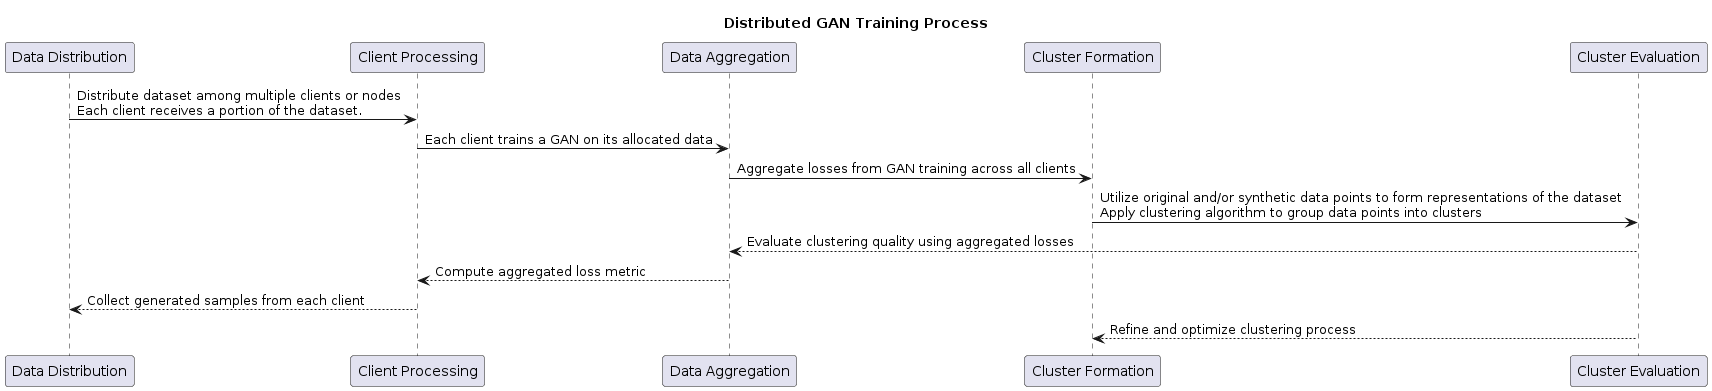 Distributed GAN Training Process
Data Distribution
Client Processing
Data Aggregation
Cluster Formation
Cluster Evaluation
Distribute dataset among multiple clients or nodes
Each client receives a portion of the dataset.
Each client trains a GAN on its allocated data
Aggregate losses from GAN training across all clients
Utilize original and/or synthetic data points to form representations of the dataset
Apply clustering algorithm to group data points into clusters
Evaluate clustering quality using aggregated losses
Compute aggregated loss metric
Collect generated samples from each client
Refine and optimize clustering process
Data Distribution
Client Processing
Data Aggregation
Cluster Formation
Cluster Evaluation